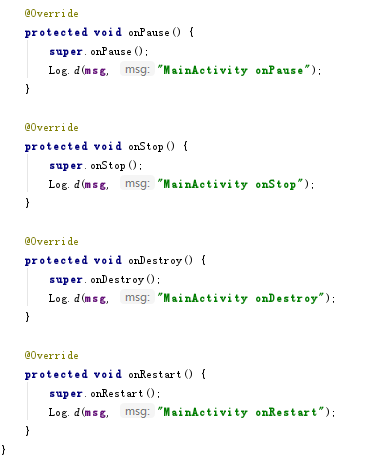 @Override
protected void onPause() {
    super.onPause();
    Log.d(msg, msg: "MainActivity onPause");
}

@Override
protected void onStop() {
    super.onStop();
    Log.d(msg, msg: "MainActivity onStop");
}

@Override
protected void onDestroy() {
    super.onDestroy();
    Log.d(msg, msg: "MainActivity onDestroy");
}

@Override
protected void onRestart() {
    super.onRestart();
    Log.d(msg, msg: "MainActivity onRestart");
}
}